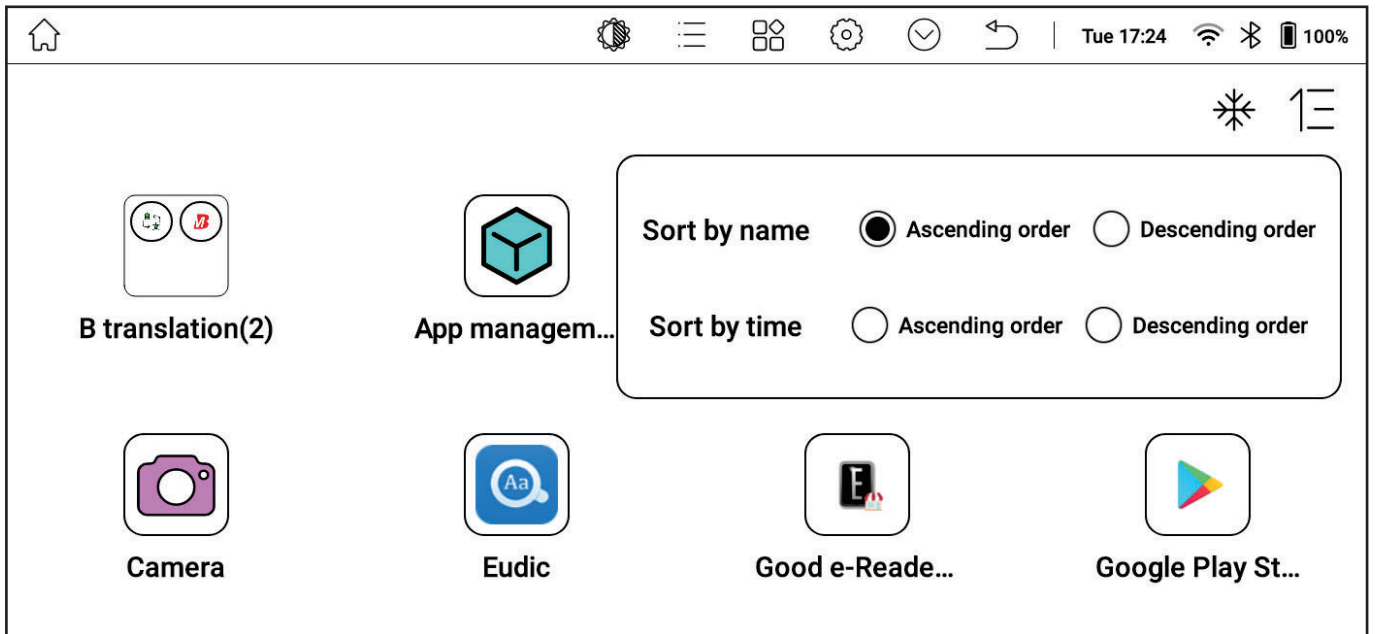 Tue 17:24 100%
Sort by name Ascending order Descending order
Sort by time Ascending order Descending order
B translation(2) App managem...
Aa
Camera Eudic Good e-Reade... Google Play St...